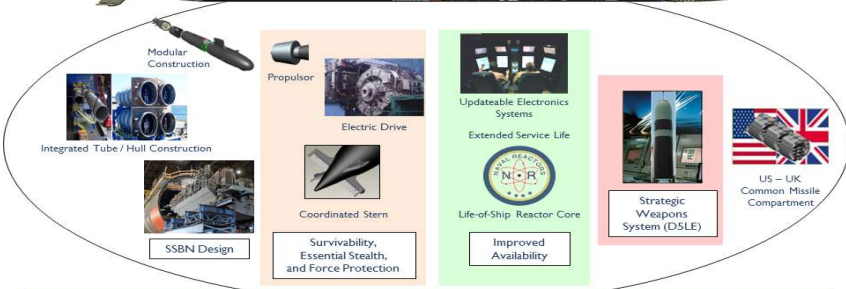 Modular
Construction
Integrated Tube / Hull Construction
SSBN Design
Propulsor
Electric Drive
Coordinated Stern
Survivability,
Essential Stealth,
and Force Protection
Updateable Electronics
Systems
Extended Service Life
NAVAL REACTORS
N R
Life-of-Ship Reactor Core
Improved
Availability
Strategic
Weapons
System (D5LE)
US – UK
Common Missile
Compartment